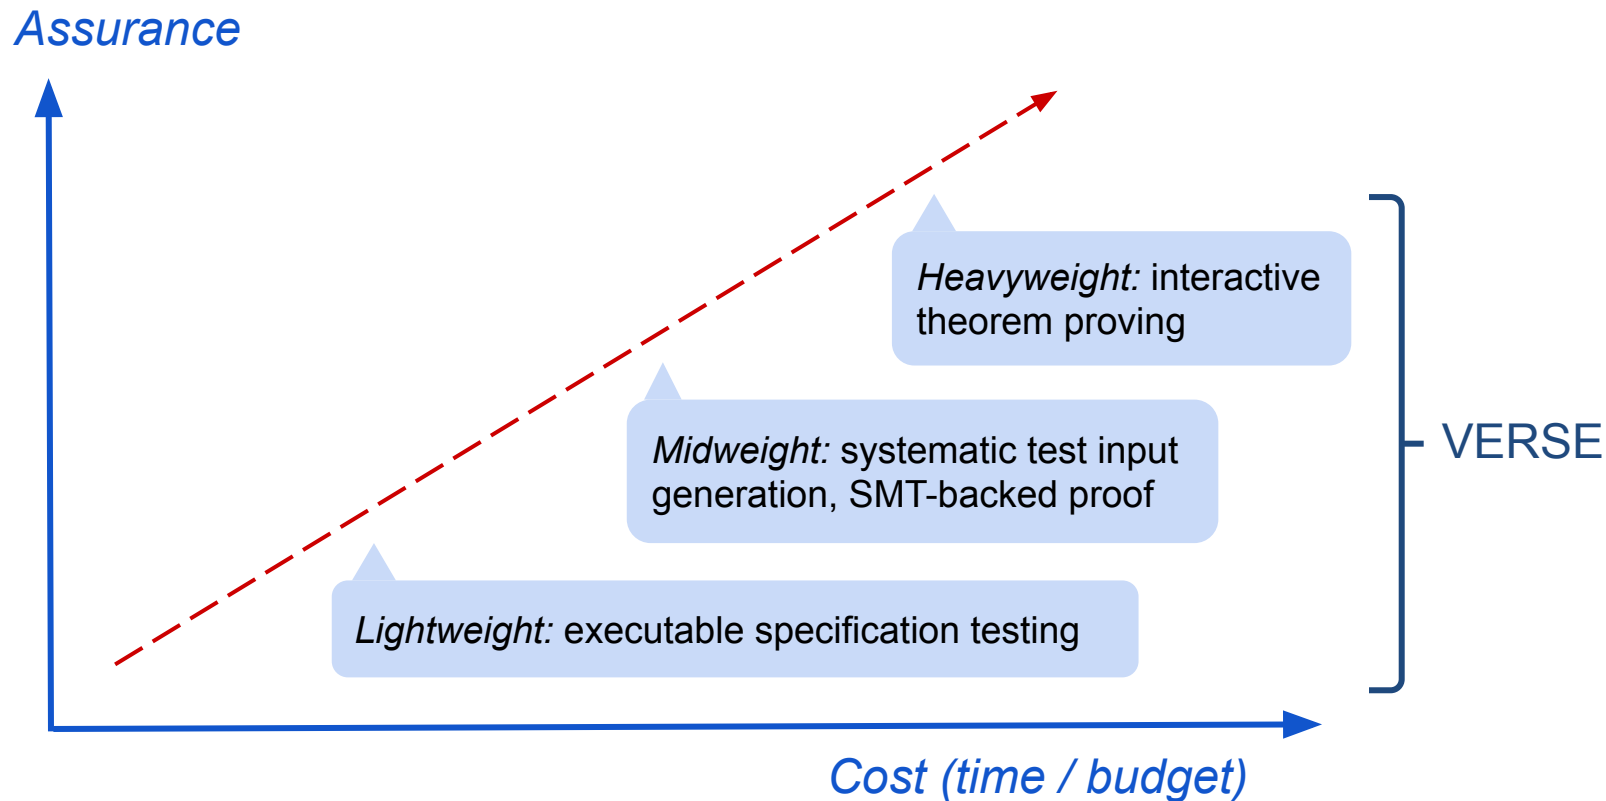 Assurance
Heavyweight: interactive
theorem proving
Midweight: systematic test input
generation, SMT-backed proof
VERSE
Lightweight: executable specification testing
Cost (time / budget)